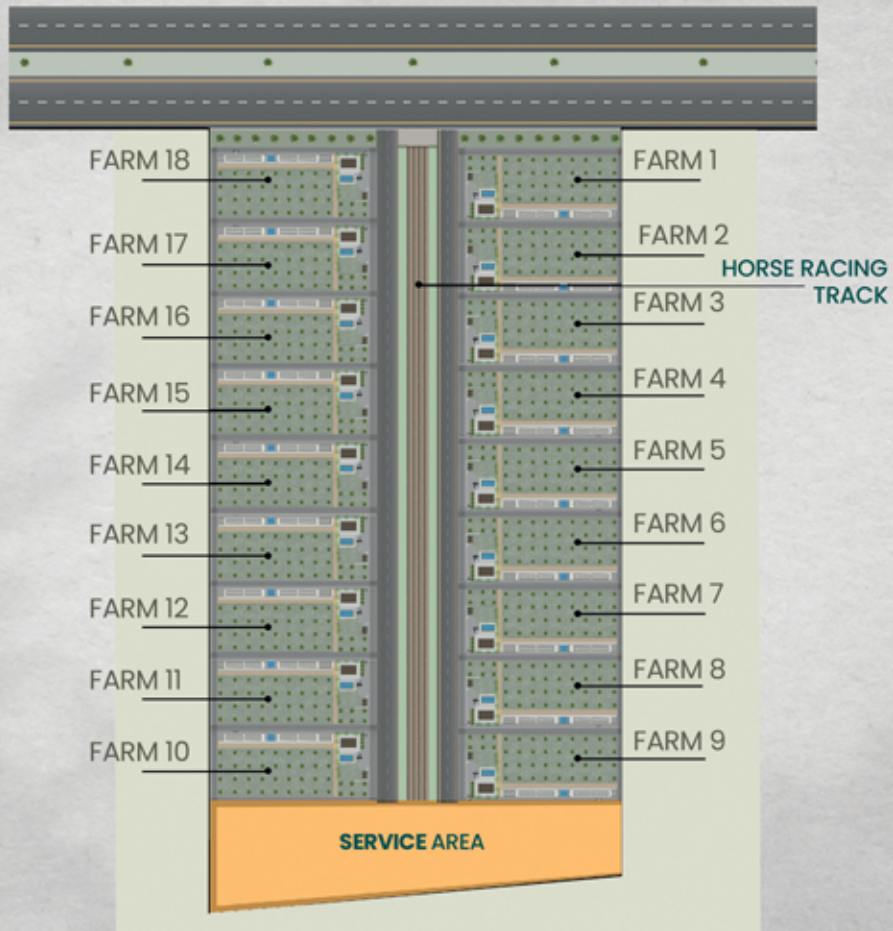 FARM 18
FARM 1
FARM 17
FARM 2
HORSE RACING
TRACK
FARM 16
FARM 3
FARM 15
FARM 4
FARM 14
FARM 5
FARM 13
FARM 6
FARM 12
FARM 7
FARM 11
FARM 8
FARM 10
FARM 9
SERVICE AREA